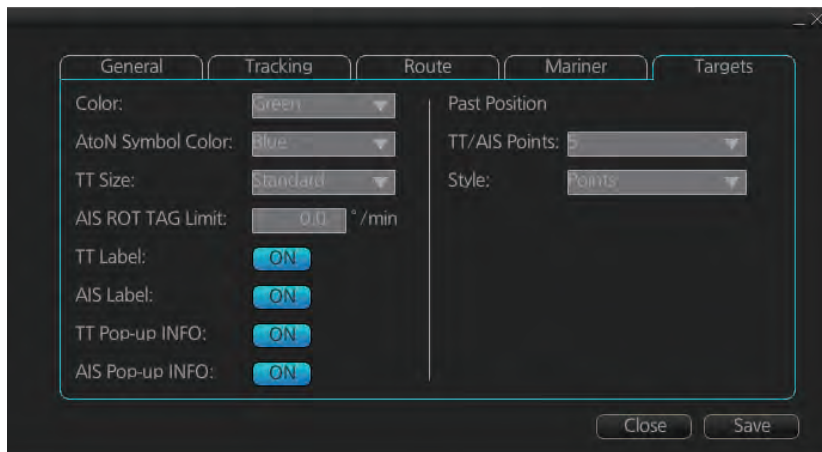 General Tracking Route Mariner Targets
Color: Green
AtoN Symbol Color: Blue
TT Size: Standard
AIS ROT TAG Limit: 0.0 °/min
TT Label: ON
AIS Label: ON
TT Pop-up INFO: ON
AIS Pop-up INFO: ON
Past Position
TT/AIS Points: 5
Style: Points
Close Save